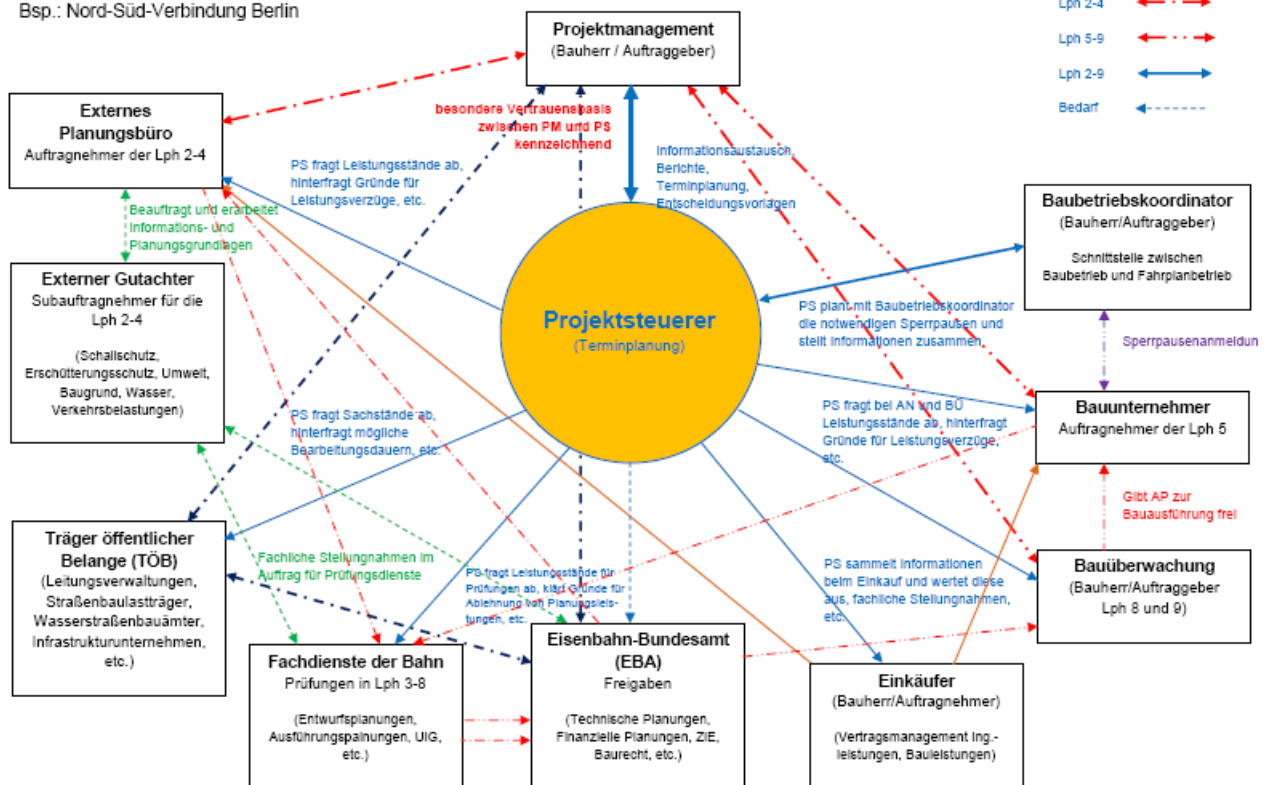 Bsp.: Nord-Süd-Verbindung Berlin
Lph 2-4
Lph 5-9
Lph 2-9
Bedarf
Projektmanagement
(Bauherr / Auftraggeber)
Externes
Planungsbüro
Auftragnehmer der Lph 2-4
besondere Vertrauensbasis
zwischen PM und PS
kennzeichnend
PS fragt Leistungsstände ab,
hinterfragt Gründe für
Leistungsverzüge, etc.
Informationsaustausch,
Berichte,
Terminplanung,
Entscheidungsvorlagen
Baubetriebskoordinator
(Bauherr/Auftraggeber)
Schnittstelle zwischen
Baubetrieb und Fahrplanbetrieb
Beauftragt und erarbeitet
Informations- und
Planungsgrundlagen
Externer Gutachter
Subauftragnehmer für die
Lph 2-4
(Schallschutz,
Erschütterungsschutz, Umwelt,
Baugrund, Wasser,
Verkehrsbelastungen)
Projektsteuerer
(Terminplanung)
PS plant mit Baubetriebskoordinator
die notwendigen Sperrpausen und
stellt Informationen zusammen
Sperrpausenanmeldun
PS fragt Sachstände ab,
hinterfragt mögliche
Bearbeitungsdauern, etc.
PS fragt bei AN und BÜ
Leistungsstände ab, hinterfragt
Gründe für Leistungsverzüge,
etc.
Bauunternehmer
Auftragnehmer der Lph 5
Gibt AP zur
Bauausführung frei
Träger öffentlicher
Belange (TÖB)
(Leitungsverwaltungen,
Straßenbaulastträger,
Wasserstraßenbauämter,
Infrastrukturunternehmen,
etc.)
Fachliche Stellungnahmen im
Auftrag für Prüfungsdienste
PS fragt Leistungsstände für
Prüfungen ab, klärt Gründe für
Ablehnung von Planungsleis-
tungen, etc.
PS sammelt Informationen
beim Einkauf und wertet diese
aus, fachliche Stellungnahmen,
etc.
Bauüberwachung
(Bauherr/Auftraggeber
Lph 8 und 9)
Fachdienste der Bahn
Prüfungen in Lph 3-8
(Entwurfsplanungen,
Ausführungspalnungen, UIG,
etc.)
Eisenbahn-Bundesamt
(EBA)
Freigaben
(Technische Planungen,
Finanzielle Planungen, ZIE,
Baurecht, etc.)
Einkäufer
(Bauherr/Auftragnehmer)
(Vertragsmanagement Ing.-
leistungen, Bauleistungen)